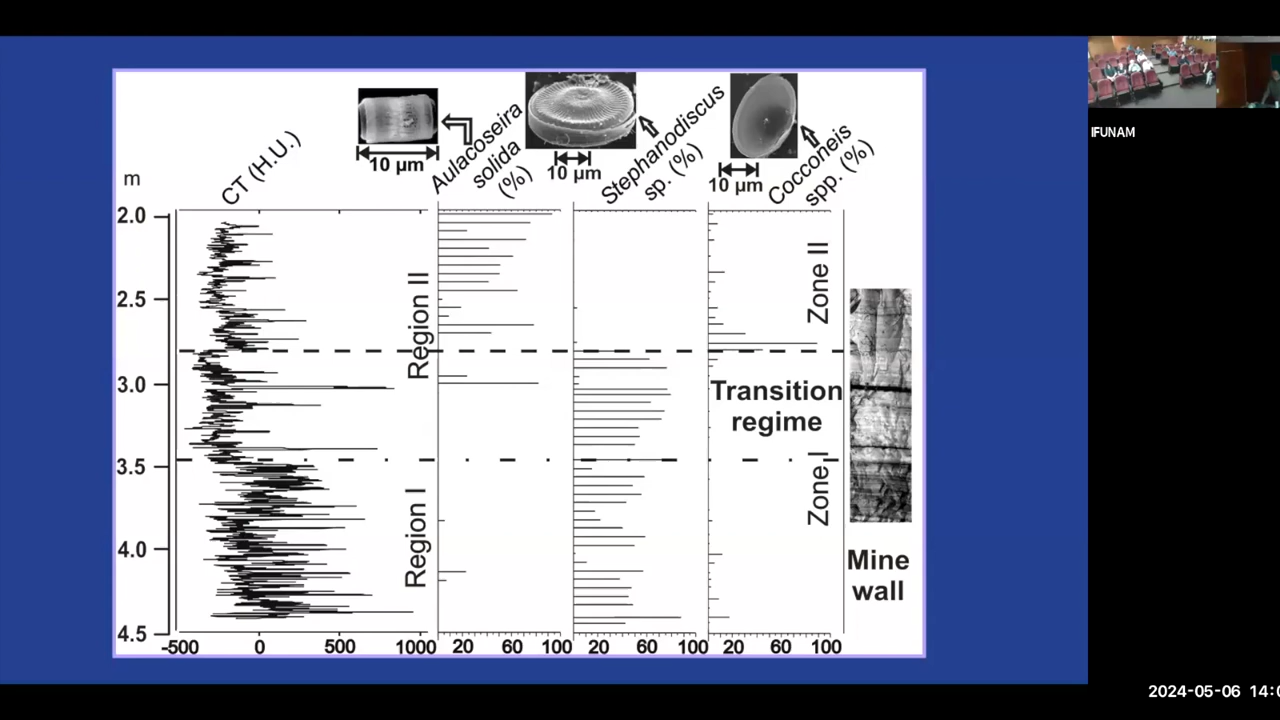 10 µm
10 µm
10 µm
m
CT (H.U.)
Aulacoseira
solida
(%)
Stephanodiscus
sp. (%)
Cocconeis
spp. (%)
2.0
2.5
3.0
3.5
4.0
4.5
Region II
Region I
Zone II
Transition
regime
Zone I
Mine
wall
-500 0 500 1000
20 60 100
20 60 100
20 60 100
IFUNAM
2024-05-06 14:0